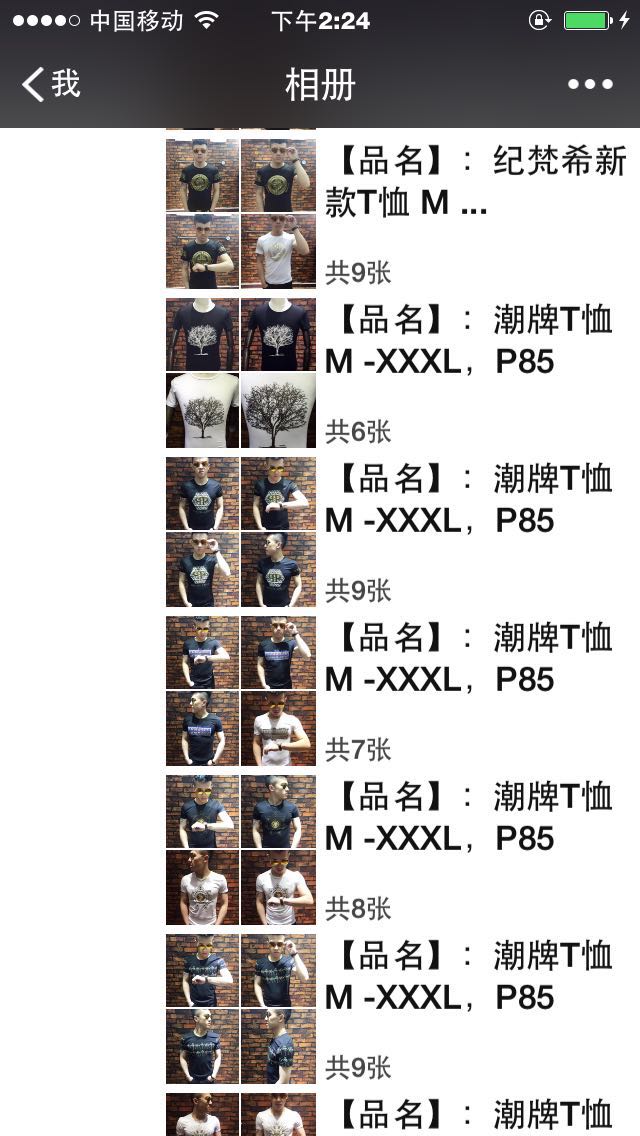 中国移动 下午2:24
我 相册
【品名】：纪梵希新
款T恤 M ...
共9张
【品名】：潮牌T恤
M -XXXL，P85
共6张
【品名】：潮牌T恤
M -XXXL，P85
共9张
【品名】：潮牌T恤
M -XXXL，P85
共7张
【品名】：潮牌T恤
M -XXXL，P85
共8张
【品名】：潮牌T恤
M -XXXL，P85
共9张
【品名】：潮牌T恤